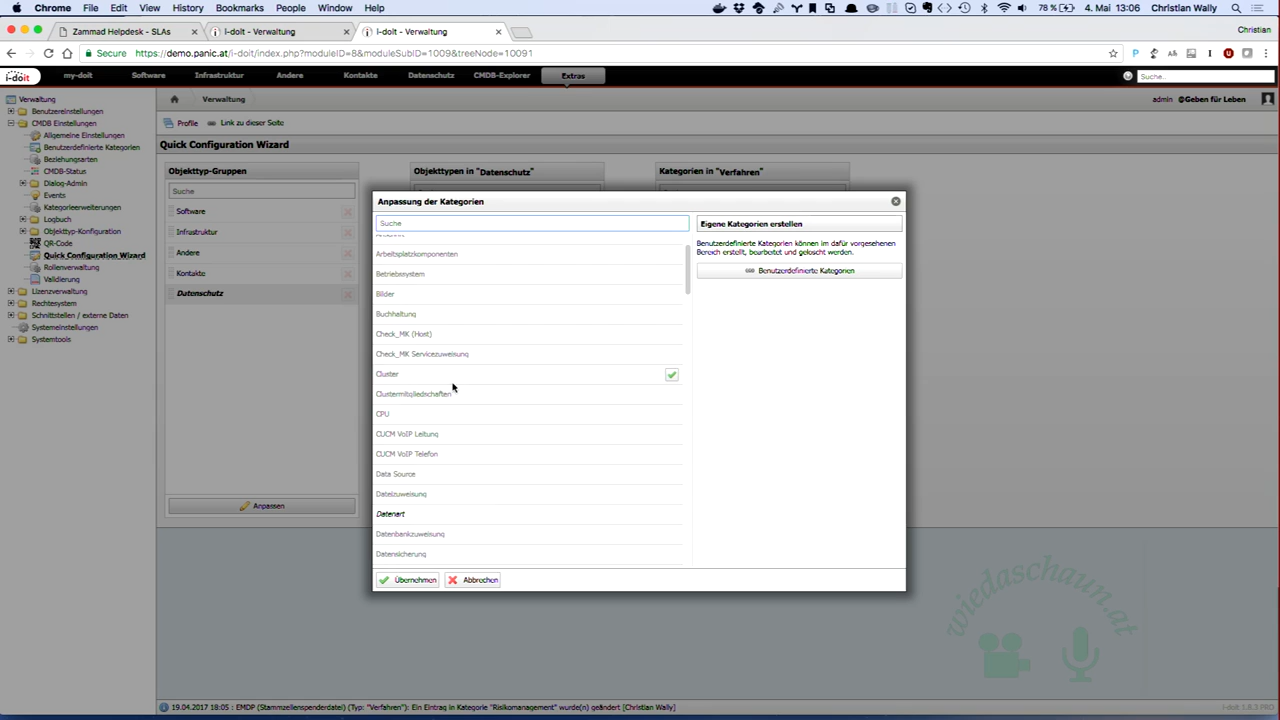 Chrome File Edit View History Bookmarks People Window Help 78 % 4. Mai 13:06 Christian Wally
Zammad Helpdesk - SLAs i-doit - Verwaltung i-doit - Verwaltung Christian
Secure https://demo.panic.at/i-doit/index.php?moduleID=8&moduleSubID=1009&treeNode=10091
i-doit my-doit Software Infrastruktur Andere Kontakte Datenschutz CMDB-Explorer Extras Suche..
Verwaltung
Benutzereinstellungen
CMDB Einstellungen
Allgemeine Einstellungen
Benutzerdefinierte Kategorien
Beziehungsarten
CMDB-Status
Dialog-Admin
Events
Kategorieerweiterungen
Logbuch
Objekttyp-Konfiguration
QR-Code
Quick Configuration Wizard
Rollenverwaltung
Validierung
Lizenzverwaltung
Rechtesystem
Schnittstellen / externe Daten
Systemeinstellungen
Systemtools
Verwaltung admin @Geben für Leben
Profile Link zu dieser Seite
Quick Configuration Wizard
Objekttyp-Gruppen
Suche
Software
Infrastruktur
Andere
Kontakte
Datenschutz
Anpassen
Objekttypen in "Datenschutz"
Kategorien in "Verfahren"
Anpassung der Kategorien
Suche
Arbeitsplatzkomponenten
Betriebssystem
Bilder
Buchhaltung
Check_MK (Host)
Check_MK Servicezuweisung
Cluster
Clustermitgliedschaften
CPU
CUCM VoIP Leitung
CUCM VoIP Telefon
Data Source
Dateizuweisung
Datenart
Datenbankzuweisung
Datensicherung
Eigene Kategorien erstellen
Benutzerdefinierte Kategorien können im dafür vorgesehenen
Bereich erstellt, bearbeitet und gelöscht werden.
Benutzerdefinierte Kategorien
Übernehmen Abbrechen
wiedaschaun.at
19.04.2017 18:05 : EMDP (Stammzellenspenderdatei) (Typ: "Verfahren"): Ein Eintrag in Kategorie "Risikomanagement" wurde(n) geändert [Christian Wally]
i-doit 1.8.3 PRO